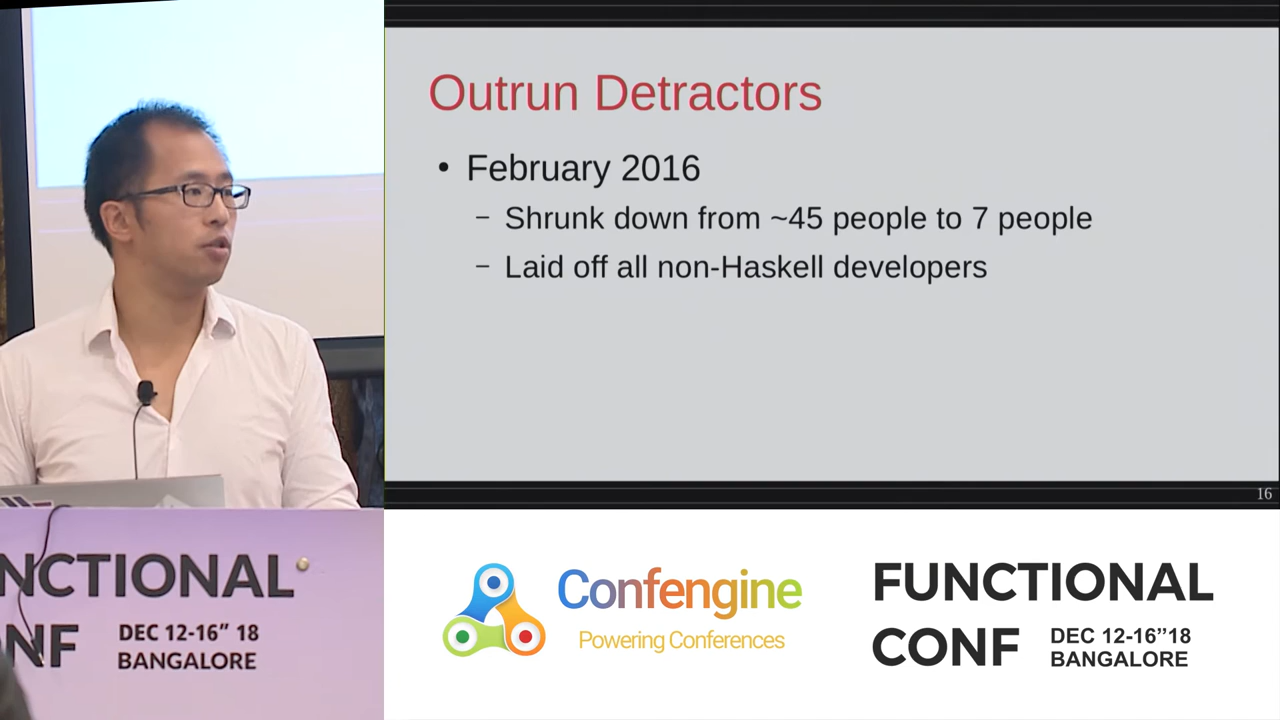 Outrun Detractors
• February 2016
– Shrunk down from ~45 people to 7 people
– Laid off all non-Haskell developers
16
NCTIONAL
NF DEC 12-16” 18
BANGALORE
Confengine
Powering Conferences
FUNCTIONAL
CONF DEC 12-16”18
BANGALORE